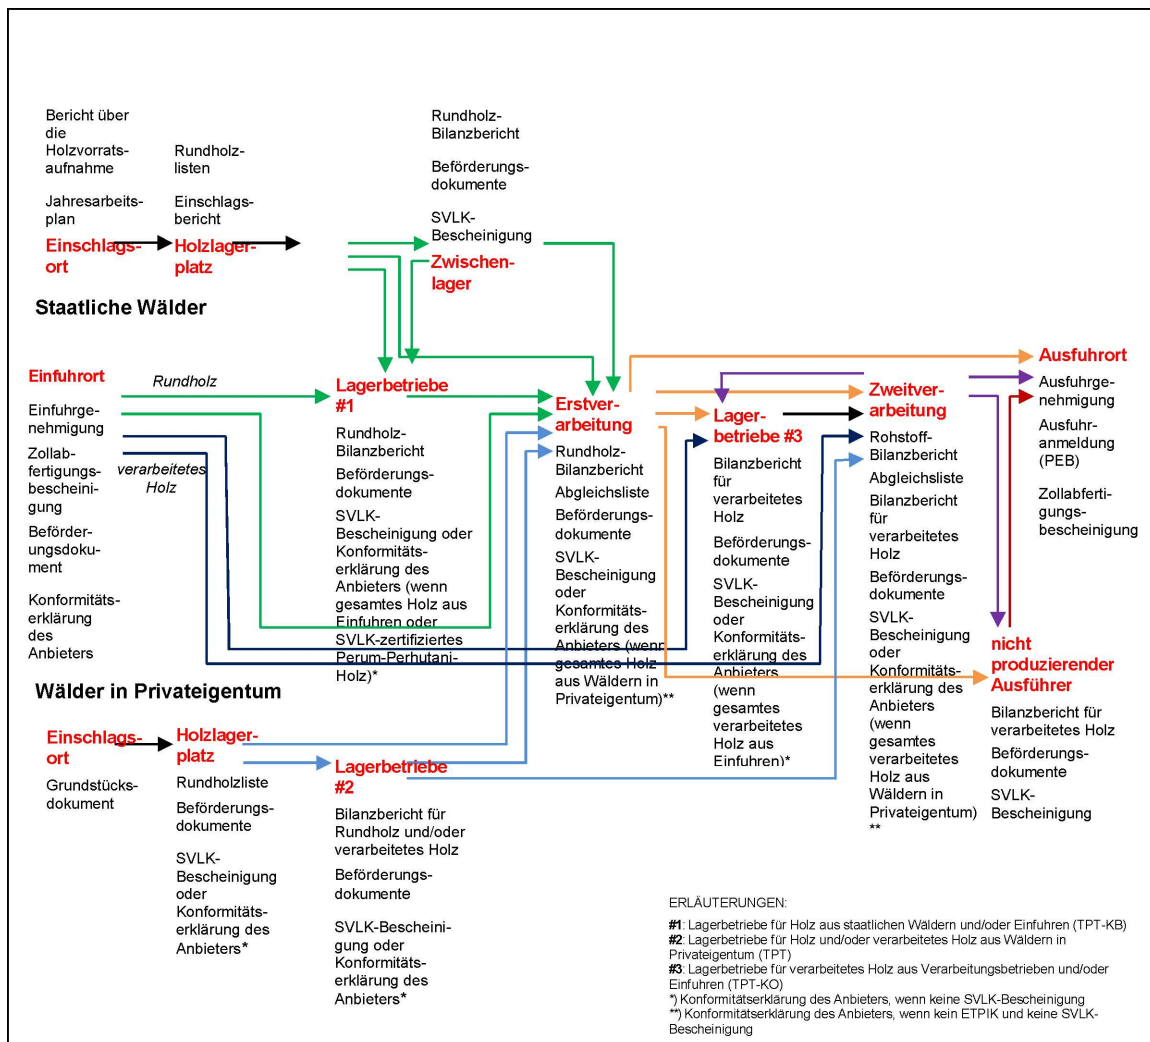 Bericht über
die
Holzvorrats-
aufnahme
Jahresarbeits-
plan
Einschlags-
ort
Rundholz-
listen
Einschlags-
bericht
Holzlager-
platz
Rundholz-
Bilanzbericht
Beförderungs-
dokumente
SVLK-
Bescheinigung
Zwischen-
lager
Staatliche Wälder
Einfuhrort
Einfuhrge-
nehmigung
Zollab-
fertigungs-
bescheini-
gung
Beförder-
ungsdoku-
ment
Konformitäts-
erklärung
des
Anbieters
Rundholz
verarbeitetes
Holz
Lagerbetriebe
#1
Rundholz-
Bilanzbericht
Beförderungs-
dokumente
SVLK-
Bescheinigung oder
Konformitäts-
erklärung des
Anbieters (wenn
gesamtes Holz aus
Einfuhren oder
SVLK-zertifiziertes
Perum-Perhutani-
Holz)*
Erstver-
arbeitung
Rundholz-
Bilanzbericht
Abgleichsliste
Beförderungs-
dokumente
SVLK-
Bescheinigung
oder
Konformitäts-
erklärung des
Anbieters (wenn
gesamtes Holz
aus Wäldern in
Privateigentum)**
Lager-
betriebe #3
Bilanzbericht
für
verarbeitetes
Holz
Beförderungs-
dokumente
SVLK-
Bescheinigung
oder
Konformitäts-
erklärung des
Anbieters
(wenn
gesamtes
verarbeitetes
Holz aus
Einfuhren)*
Zweitver-
arbeitung
Rohstoff-
Bilanzbericht
Abgleichsliste
Bilanzbericht
für
verarbeitetes
Holz
Beförderungs-
dokumente
SVLK-
Bescheinigung
oder
Konformitäts-
erklärung des
Anbieters
(wenn
gesamtes
verarbeitetes
Holz aus
Wäldern in
Privateigentum)
**
Ausfuhrort
Ausfuhrge-
nehmigung
Ausfuhr-
anmeldung
(PEB)
Zollabferti-
gungs-
bescheinigung
nicht
produzierender
Ausführer
Bilanzbericht für
verarbeitetes Holz
Beförderungs-
dokumente
SVLK-
Bescheinigung
Wälder in Privateigentum
Einschlags-
ort
Grundstücks-
dokument
Holzlager-
platz
Rundholzliste
Beförderungs-
dokumente
SVLK-
Bescheinigung
oder
Konformitäts-
erklärung des
Anbieters*
Lagerbetriebe
#2
Bilanzbericht für
Rundholz und/oder
verarbeitetes Holz
Beförderungs-
dokumente
SVLK-Bescheini-
gung oder
Konformitäts-
erklärung des
Anbieters*
ERLÄUTERUNGEN:
#1: Lagerbetriebe für Holz aus staatlichen Wäldern und/oder Einfuhren (TPT-KB)
#2: Lagerbetriebe für Holz und/oder verarbeitetes Holz aus Wäldern in
Privateigentum (TPT)
#3: Lagerbetriebe für verarbeitetes Holz aus Verarbeitungsbetrieben und/oder
Einfuhren (TPT-KO)
*) Konformitätserklärung des Anbieters, wenn keine SVLK-Bescheinigung
**) Konformitätserklärung des Anbieters, wenn kein ETPIK und keine SVLK-
Bescheinigung